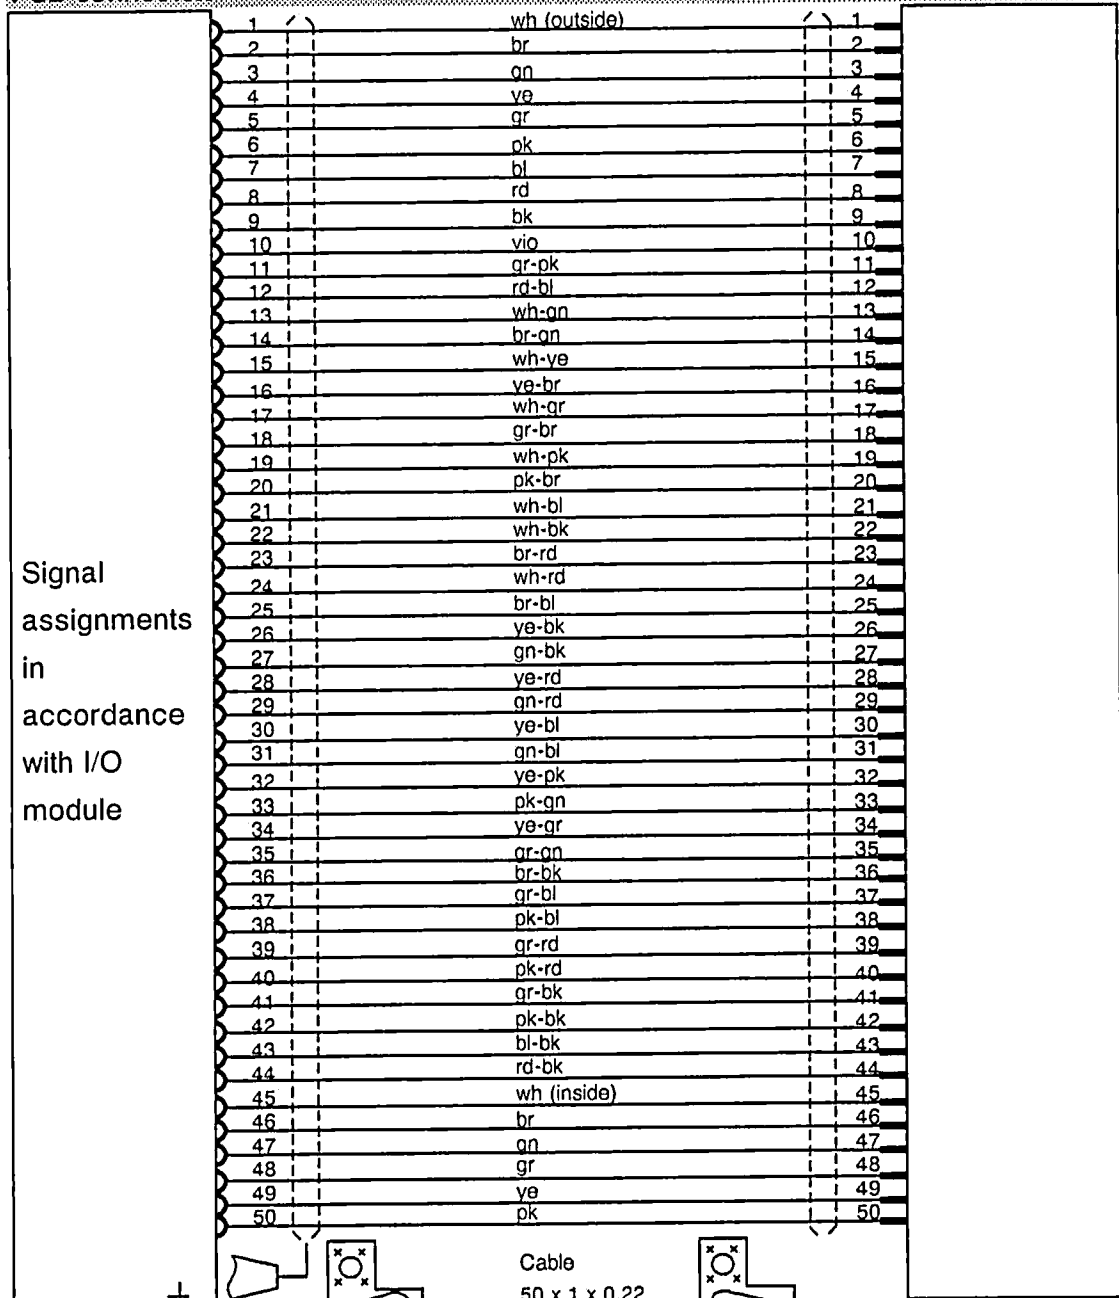 1 wh (outside) 1
2 br 2
3 gn 3
4 ye 4
5 gr 5
6 pk 6
7 bl 7
8 rd 8
9 bk 9
10 vio 10
11 gr-pk 11
12 rd-bl 12
13 wh-gn 13
14 br-gn 14
15 wh-ye 15
16 ye-br 16
17 wh-gr 17
18 gr-br 18
19 wh-pk 19
20 pk-br 20
21 wh-bl 21
22 wh-bk 22
23 br-rd 23
24 wh-rd 24
25 br-bl 25
26 ye-bk 26
27 gn-bk 27
28 ye-rd 28
29 gn-rd 29
30 ye-bl 30
31 gn-bl 31
32 ye-pk 32
33 pk-gn 33
34 ye-gr 34
35 gr-gn 35
36 br-bk 36
37 gr-bl 37
38 pk-bl 38
39 gr-rd 39
40 pk-rd 40
41 gr-bk 41
42 pk-bk 42
43 bl-bk 43
44 rd-bk 44
45 wh (inside) 45
46 br 46
47 gn 47
48 gr 48
49 ye 49
50 pk 50
Signal
assignments
in
accordance
with I/O
module
Cable
50 x 1 x 0.22